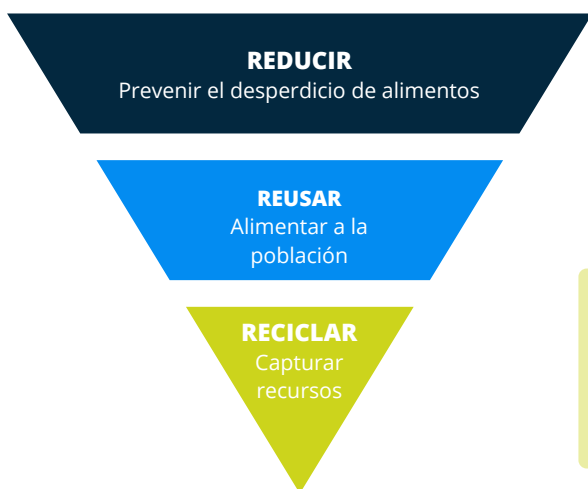 REDUCIR
Prevenir el desperdicio de alimentos
REUSAR
Alimentar a la
población
RECICLAR
Capturar
recursos